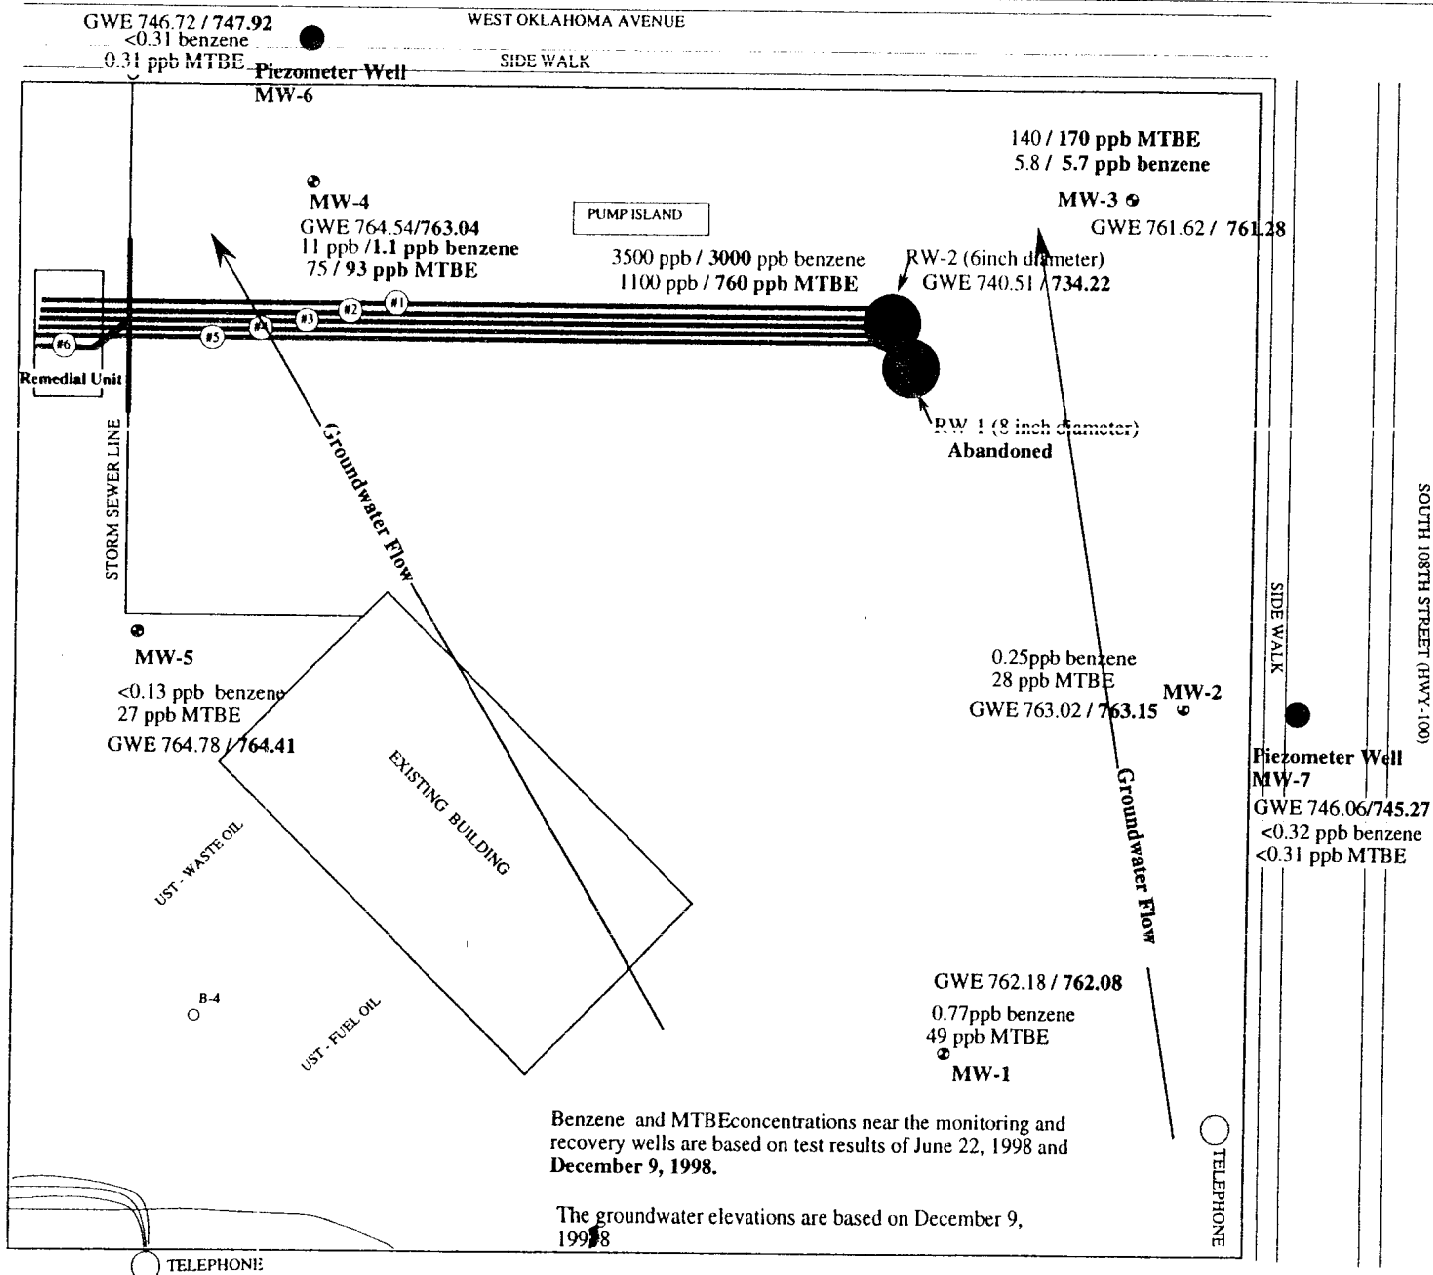 GWE 746.72 / 747.92
<0.31 benzene
0.31 ppb MTBE
Piezometer Well
MW-6
WEST OKLAHOMA AVENUE
SIDE WALK
140 / 170 ppb MTBE
5.8 / 5.7 ppb benzene
MW-3
GWE 761.62 / 761.28
MW-4
GWE 764.54/763.04
11 ppb /1.1 ppb benzene
75 / 93 ppb MTBE
PUMP ISLAND
3500 ppb / 3000 ppb benzene
1100 ppb / 760 ppb MTBE
RW-2 (6inch diameter)
GWE 740.51 / 734.22
#1
#2
#3
#4
#5
#6
Remedial Unit
RW-1 (8 inch diameter)
Abandoned
STORM SEWER LINE
Groundwater Flow
SOUTH 108TH STREET (HWY-100)
SIDE WALK
MW-5
<0.13 ppb benzene
27 ppb MTBE
GWE 764.78 / 764.41
0.25ppb benzene
28 ppb MTBE
MW-2
GWE 763.02 / 763.15
Piezometer Well
MW-7
GWE 746.06/745.27
<0.32 ppb benzene
<0.31 ppb MTBE
EXISTING BUILDING
Groundwater Flow
UST - WASTE OIL
B-4
UST - FUEL OIL
GWE 762.18 / 762.08
0.77ppb benzene
49 ppb MTBE
MW-1
Benzene and MTBEconcentrations near the monitoring and
recovery wells are based on test results of June 22, 1998 and
December 9, 1998.
The groundwater elevations are based on December 9,
1998
TELEPHONE
TELEPHONE